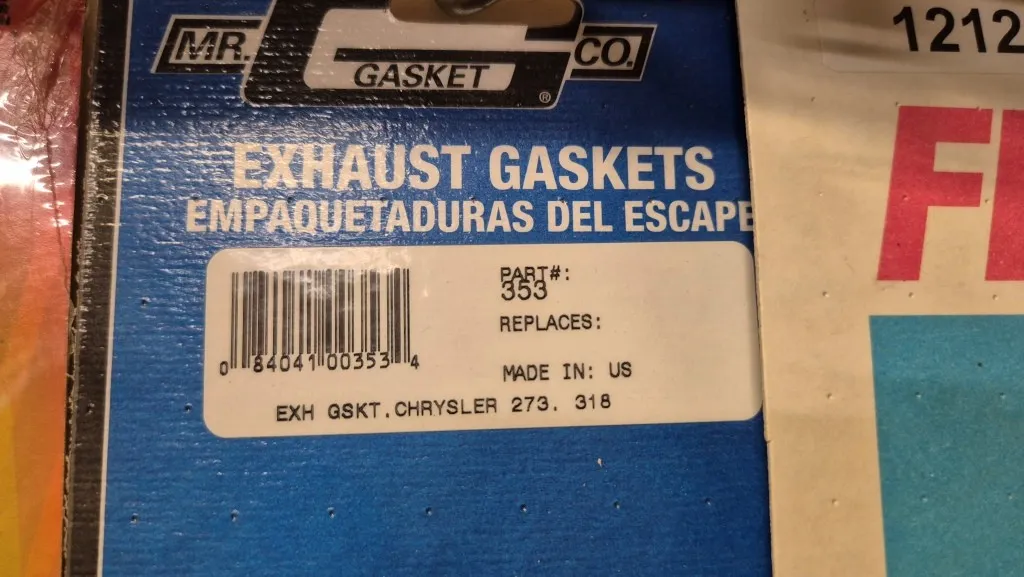 MR. GASKET CO.
®
EXHAUST GASKETS
EMPAQUETADURAS DEL ESCAPE
PART#:
353
REPLACES:
0 84041 00353 4
MADE IN: US
EXH GSKT.CHRYSLER 273. 318
1212